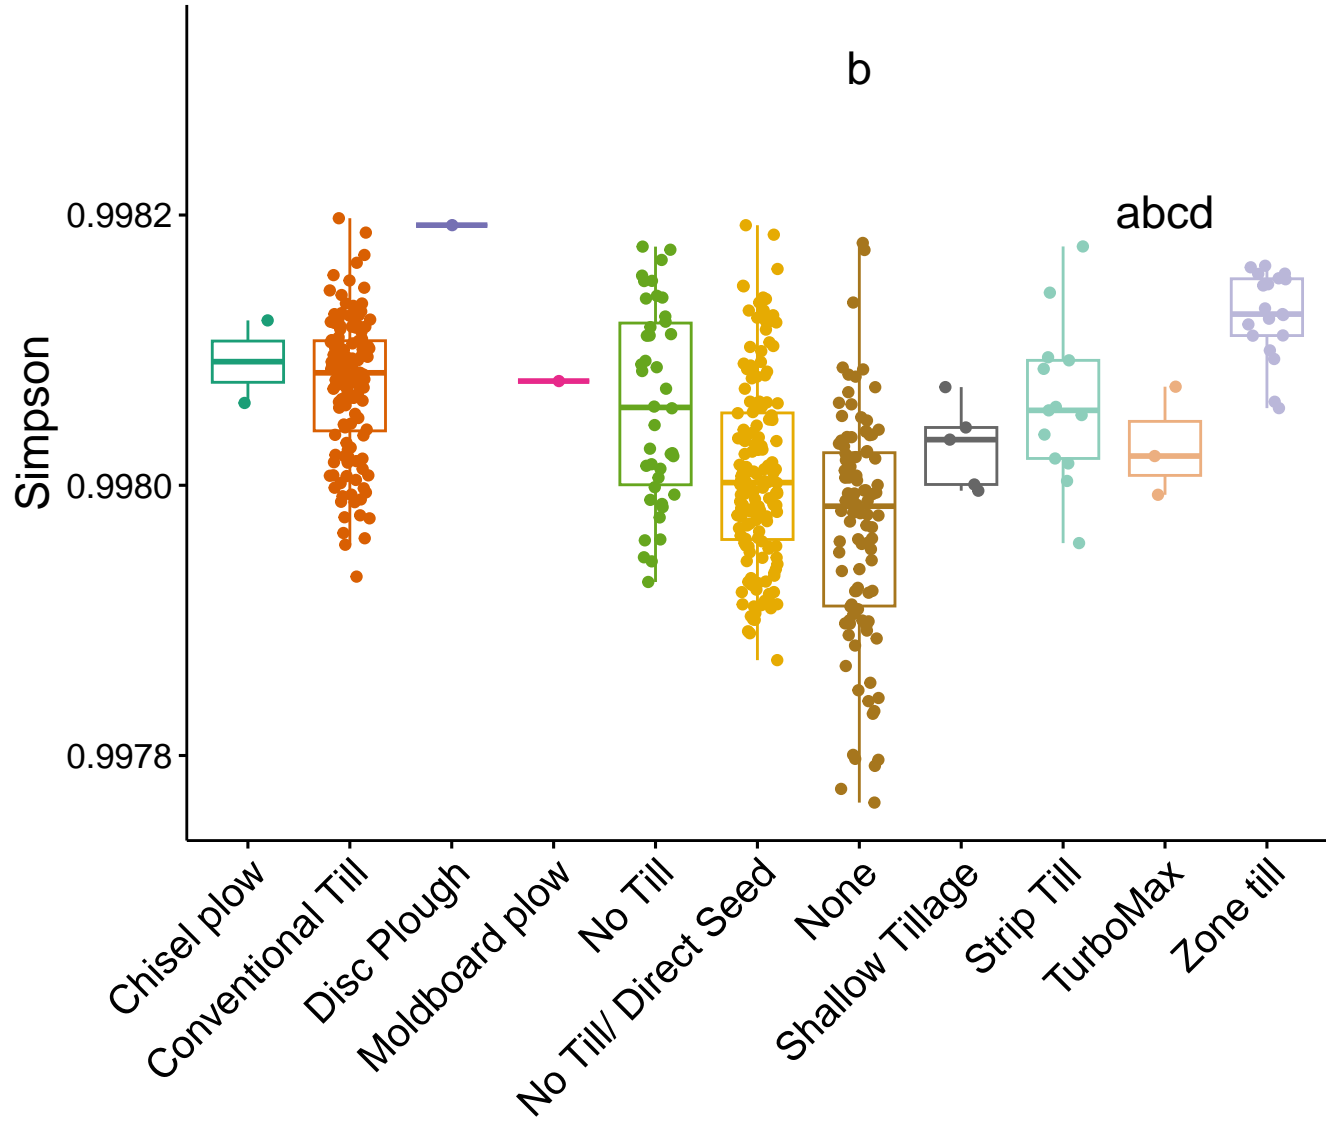 b
abcd
Simpson
0.9982
0.9980
0.9978
Chisel plow
Conventional Till
Disc Plough
Moldboard plow
No Till
No Till/ Direct Seed
None
Shallow Tillage
Strip Till
TurboMax
Zone till